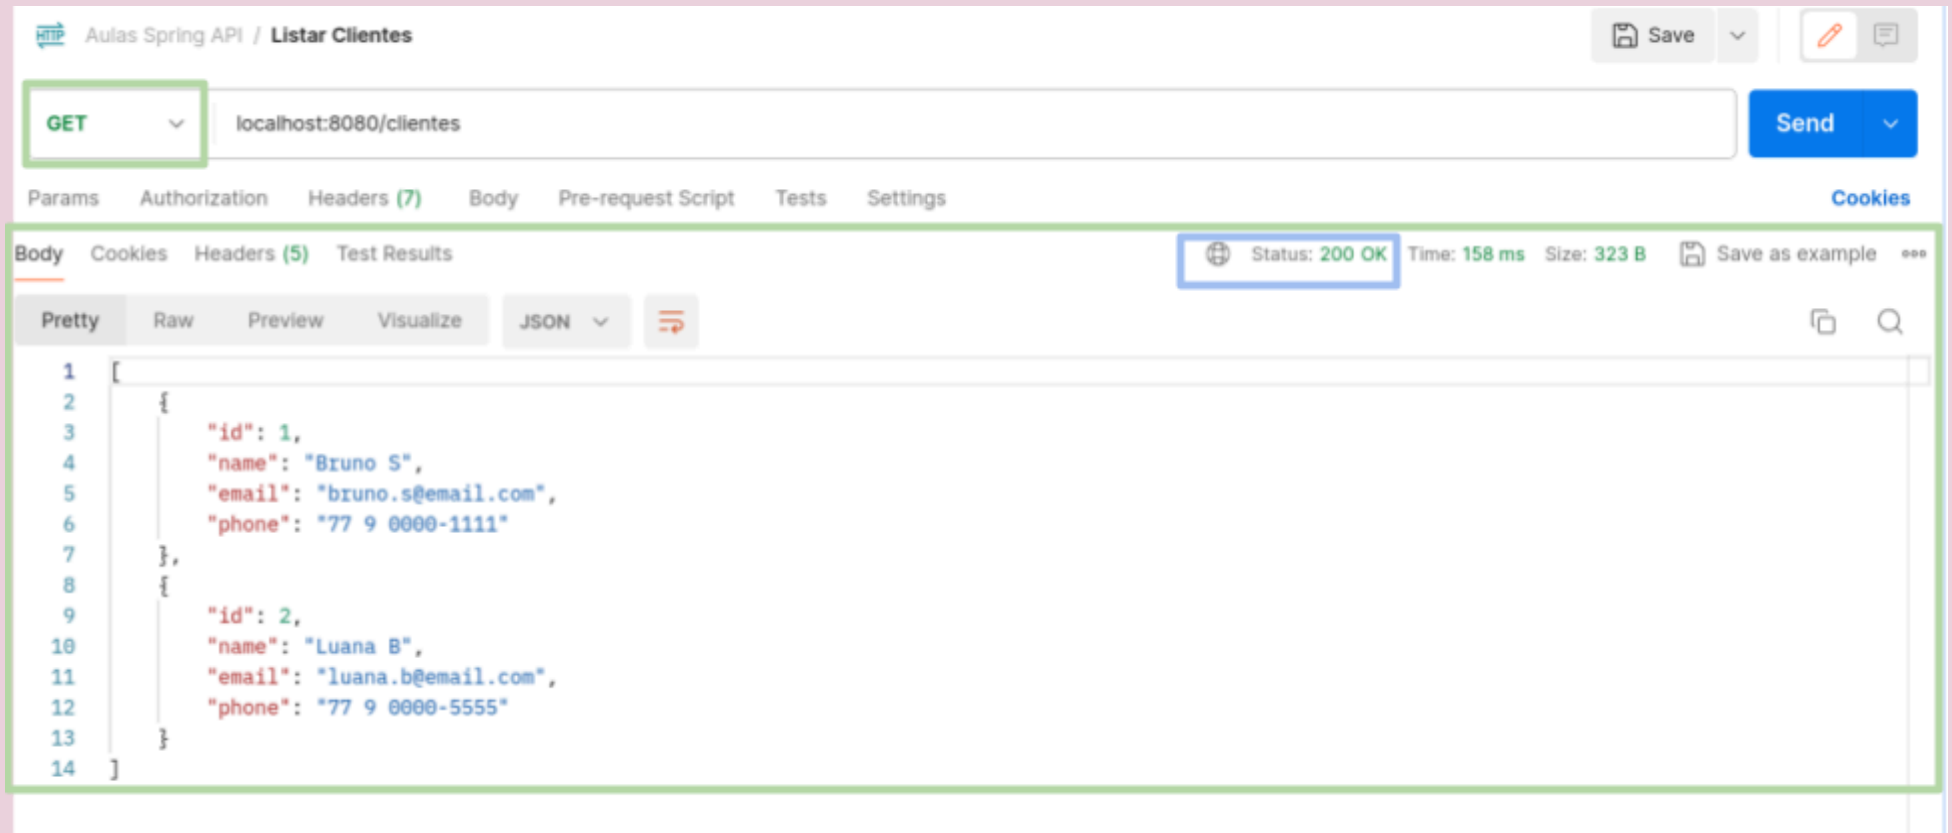 HTTP Aulas Spring API / Listar Clientes Save
GET localhost:8080/clientes Send
Params Authorization Headers (7) Body Pre-request Script Tests Settings Cookies
Body Cookies Headers (5) Test Results Status: 200 OK Time: 158 ms Size: 323 B Save as example
Pretty Raw Preview Visualize JSON
1 [
2 {
3 "id": 1,
4 "name": "Bruno S",
5 "email": "bruno.s@email.com",
6 "phone": "77 9 0000-1111"
7 },
8 {
9 "id": 2,
10 "name": "Luana B",
11 "email": "luana.b@email.com",
12 "phone": "77 9 0000-5555"
13 }
14 ]